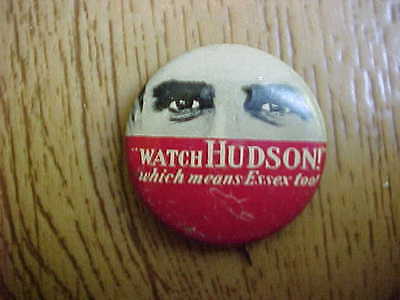 "WATCH HUDSON!"
which means Essex too!